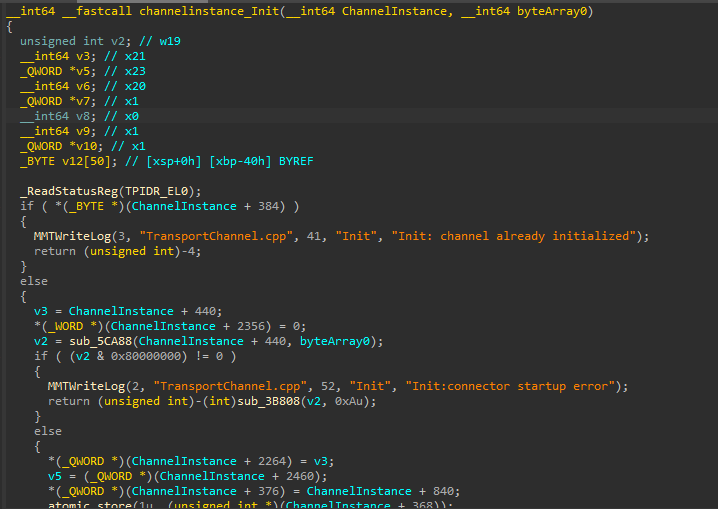 __int64 __fastcall channelinstance_Init(__int64 ChannelInstance, __int64 byteArray0)
{
  unsigned int v2; // w19
  __int64 v3; // x21
  _QWORD *v5; // x23
  __int64 v6; // x20
  _QWORD *v7; // x1
  __int64 v8; // x0
  __int64 v9; // x1
  _QWORD *v10; // x1
  _BYTE v12[50]; // [xsp+0h] [xbp-40h] BYREF

  _ReadStatusReg(TPIDR_EL0);
  if ( *(_BYTE *)(ChannelInstance + 384) )
  {
    MMTWriteLog(3, "TransportChannel.cpp", 41, "Init", "Init: channel already initialized");
    return (unsigned int)-4;
  }
  else
  {
    v3 = ChannelInstance + 440;
    *(_WORD *)(ChannelInstance + 2356) = 0;
    v2 = sub_5CA88(ChannelInstance + 440, byteArray0);
    if ( (v2 & 0x80000000) != 0 )
    {
      MMTWriteLog(2, "TransportChannel.cpp", 52, "Init", "Init:connector startup error");
      return (unsigned int)-(int)sub_3B808(v2, 0xAu);
    }
    else
    {
      *(_QWORD *)(ChannelInstance + 2264) = v3;
      v5 = (_QWORD *)(ChannelInstance + 2460);
      *(_QWORD *)(ChannelInstance + 376) = ChannelInstance + 840;
      atomic_store(1u, (unsigned int *)(ChannelInstance + 368));